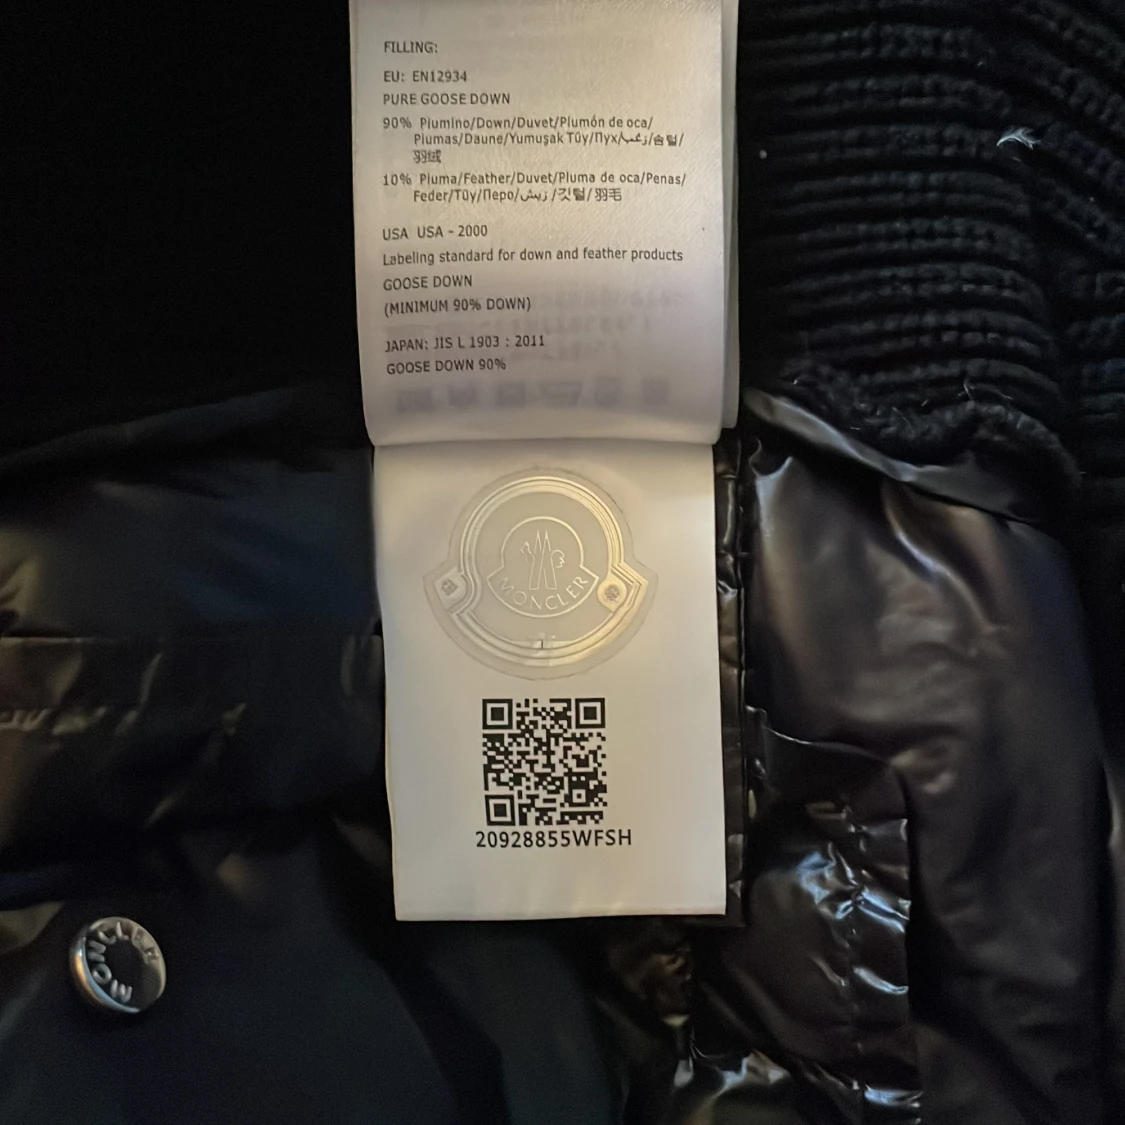 FILLING:
EU: EN12934
PURE GOOSE DOWN
90% Piumino/Down/Duvet/Plumón de oca/
Plumas/Daune/Yumuşak Tüy/Пух/زغب/솜털/
羽绒
10% Piuma/Feather/Duvet/Pluma de oca/Penas/
Feder/Tüy/Перо/ريش/깃털/羽毛
USA USA - 2000
Labeling standard for down and feather products
GOOSE DOWN
(MINIMUM 90% DOWN)
JAPAN: JIS L 1903 : 2011
GOOSE DOWN 90%
MONCLER
20928855WFSH
MONCLER